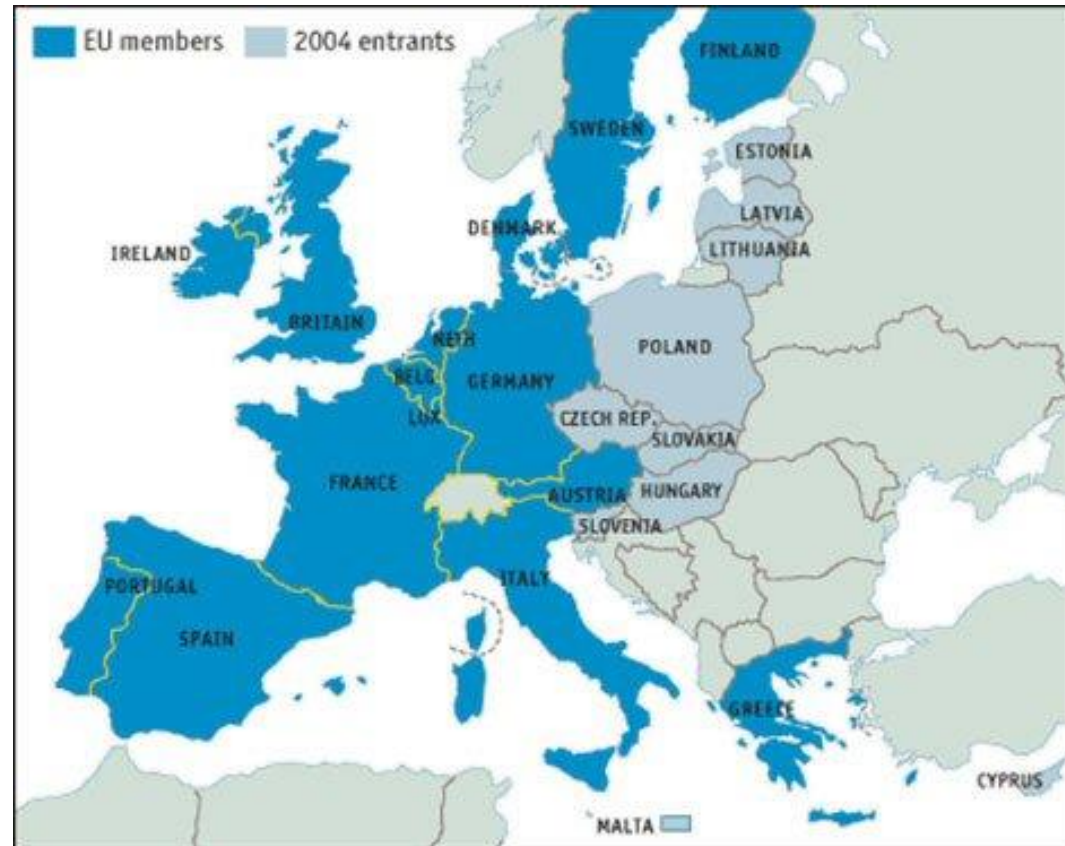 EU members
2004 entrants
FINLAND
SWEDEN
ESTONIA
LATVIA
DENMARK
LITHUANIA
IRELAND
BRITAIN
NETH
POLAND
BELG
GERMANY
LUX
CZECH REP.
SLOVAKIA
FRANCE
AUSTRIA
HUNGARY
SLOVENIA
ITALY
PORTUGAL
SPAIN
GREECE
CYPRUS
MALTA